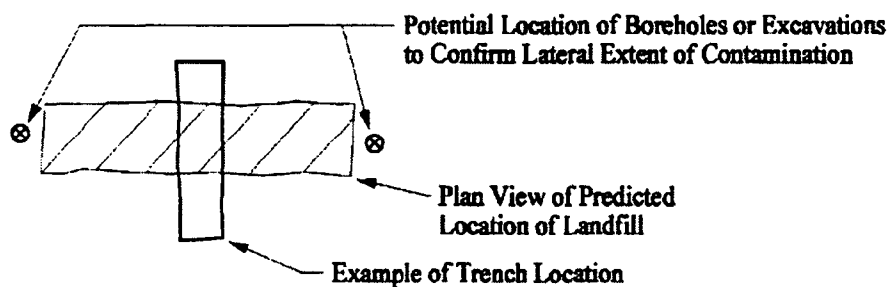 Potential Location of Boreholes or Excavations
to Confirm Lateral Extent of Contamination
Plan View of Predicted
Location of Landfill
Example of Trench Location